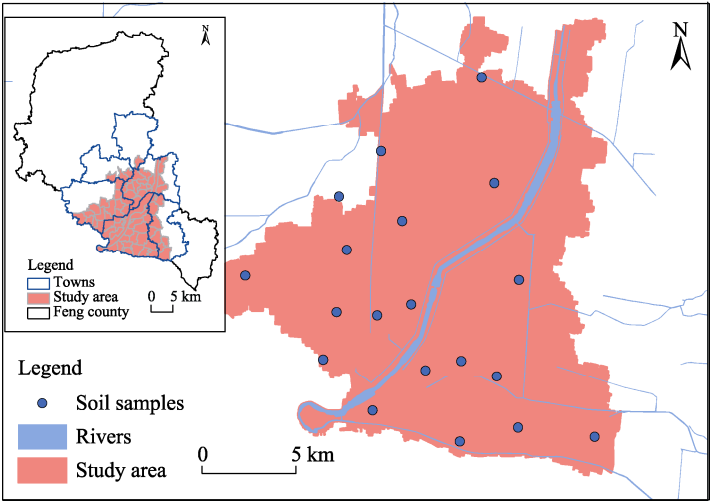 N
Legend
Towns
Study area
0 5 km
Feng county
N
Legend
Soil samples
Rivers
Study area
0 5 km